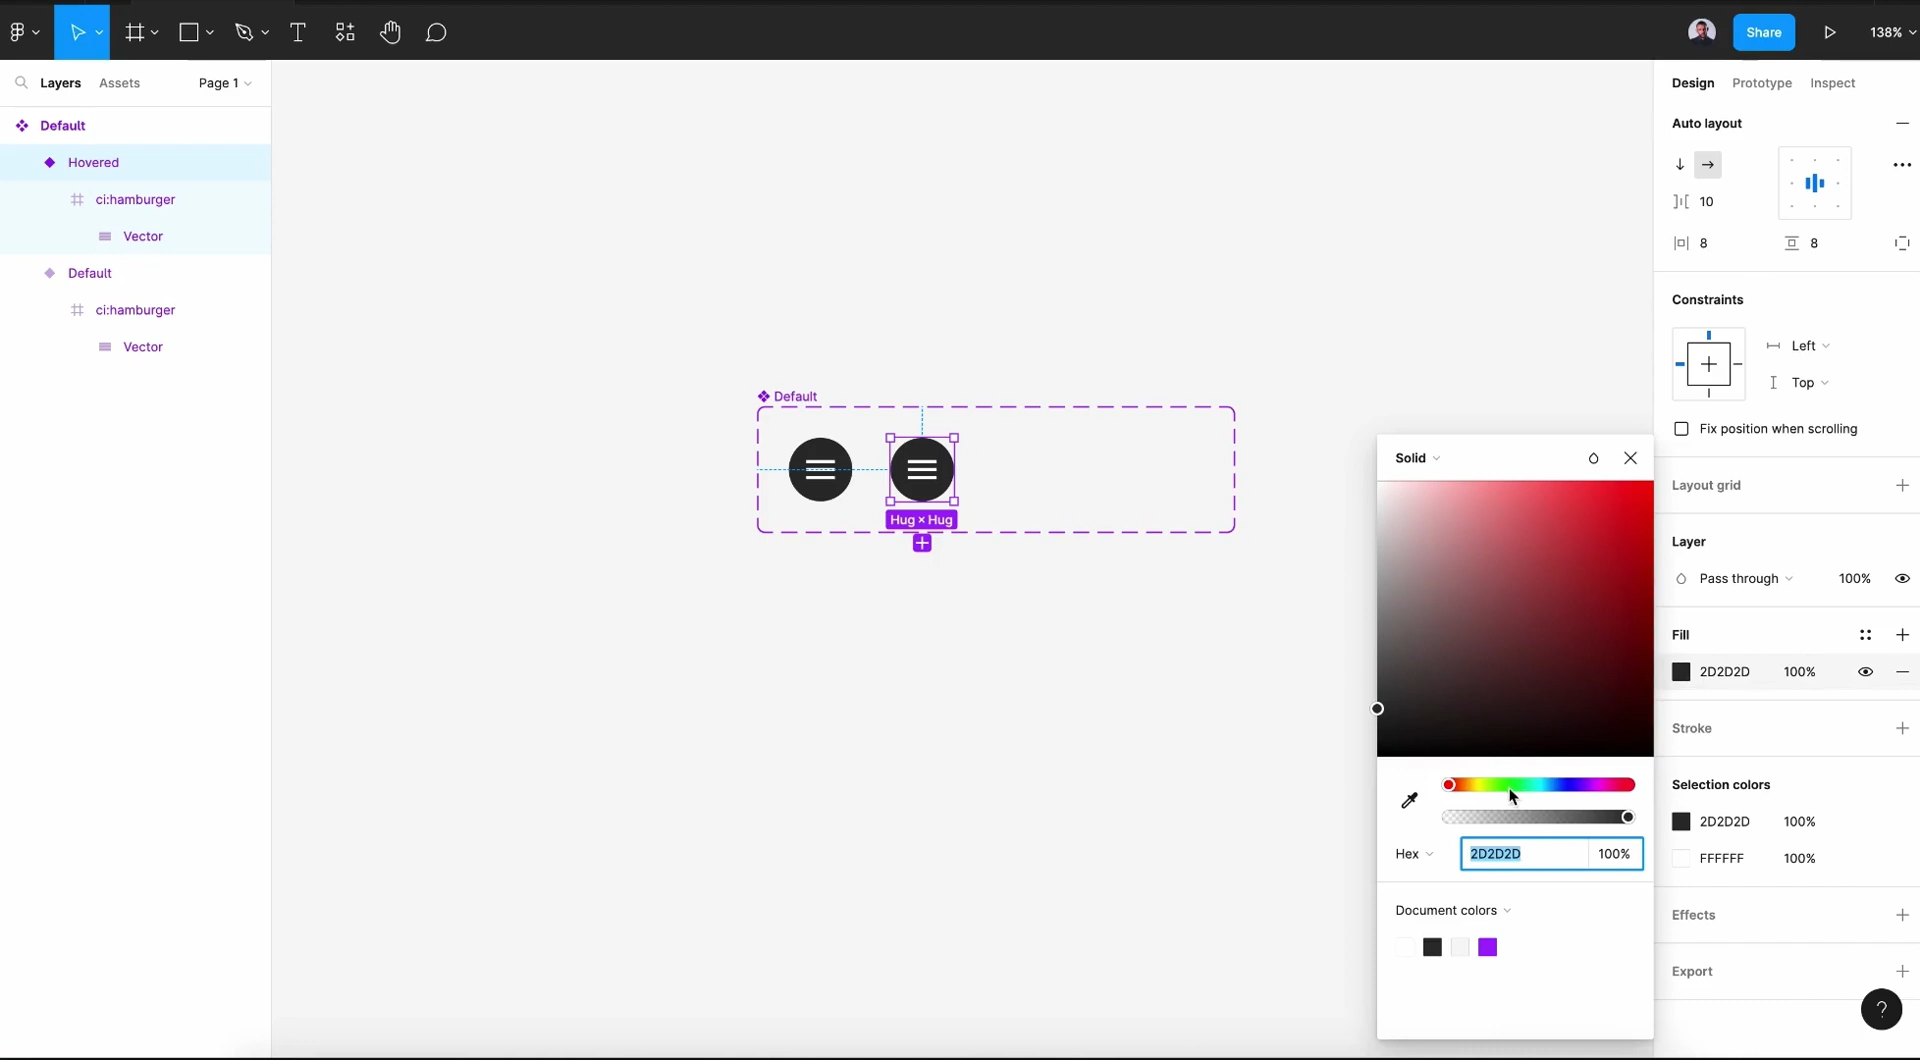 Share
138%
Layers
Assets
Page 1
Default
Hovered
ci:hamburger
Vector
Default
ci:hamburger
Vector
Default
Hug × Hug
Solid
Hex
2D2D2D
100%
Document colors
Design
Prototype
Inspect
Auto layout
10
8
8
Constraints
Left
Top
Fix position when scrolling
Layout grid
Layer
Pass through
100%
Fill
2D2D2D
100%
Stroke
Selection colors
2D2D2D
100%
FFFFFF
100%
Effects
Export
?